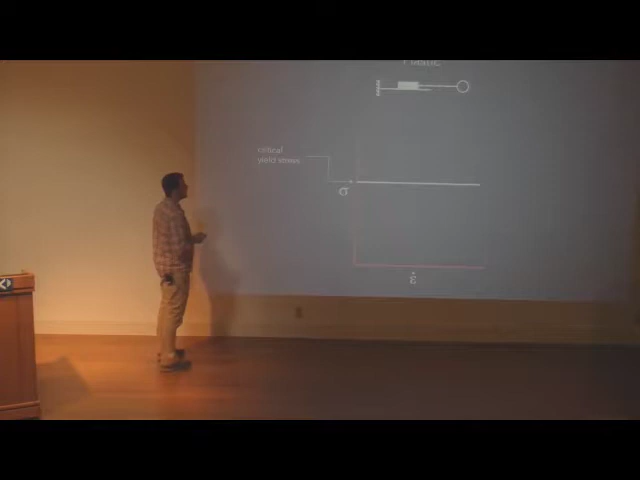 Plastic
critical
yield stress
σ
ε̇